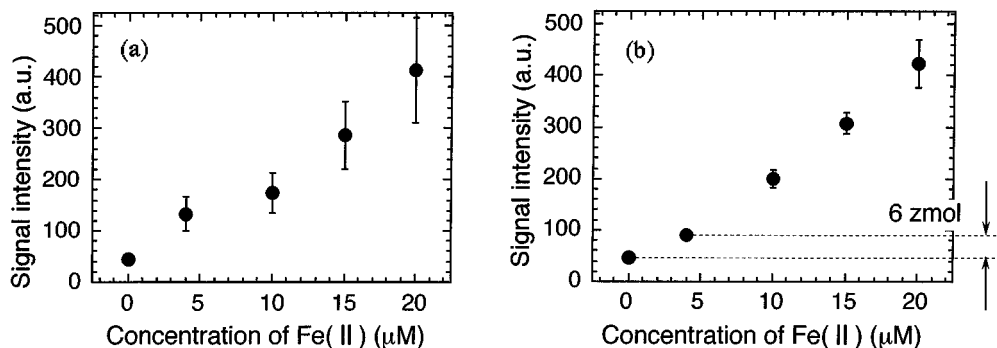 500
400
300
200
100
0
Signal intensity (a.u.)
(a)
0 5 10 15 20
Concentration of Fe(II) (μM)
500
400
300
200
100
0
Signal intensity (a.u.)
(b)
6 zmol
0 5 10 15 20
Concentration of Fe(II) (μM)